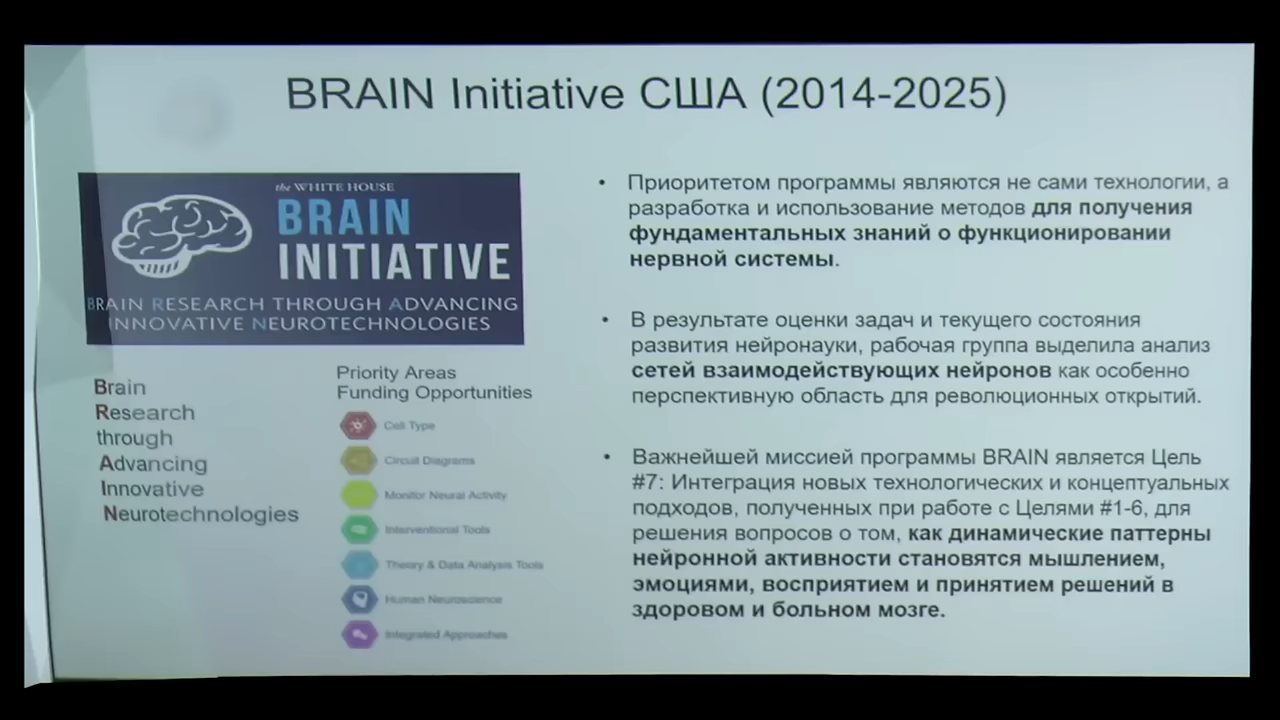 BRAIN Initiative США (2014-2025)
the WHITE HOUSE
BRAIN
INITIATIVE
BRAIN RESEARCH THROUGH ADVANCING
INNOVATIVE NEUROTECHNOLOGIES
Brain
Research
through
Advancing
Innovative
Neurotechnologies
Priority Areas
Funding Opportunities
Cell Type
Circuit Diagrams
Monitor Neural Activity
Interventional Tools
Theory & Data Analysis Tools
Human Neuroscience
Integrated Approaches
• Приоритетом программы являются не сами технологии, а
разработка и использование методов для получения
фундаментальных знаний о функционировании
нервной системы.
• В результате оценки задач и текущего состояния
развития нейронауки, рабочая группа выделила анализ
сетей взаимодействующих нейронов как особенно
перспективную область для революционных открытий.
• Важнейшей миссией программы BRAIN является Цель
#7: Интеграция новых технологических и концептуальных
подходов, полученных при работе с Целями #1-6, для
решения вопросов о том, как динамические паттерны
нейронной активности становятся мышлением,
эмоциями, восприятием и принятием решений в
здоровом и больном мозге.